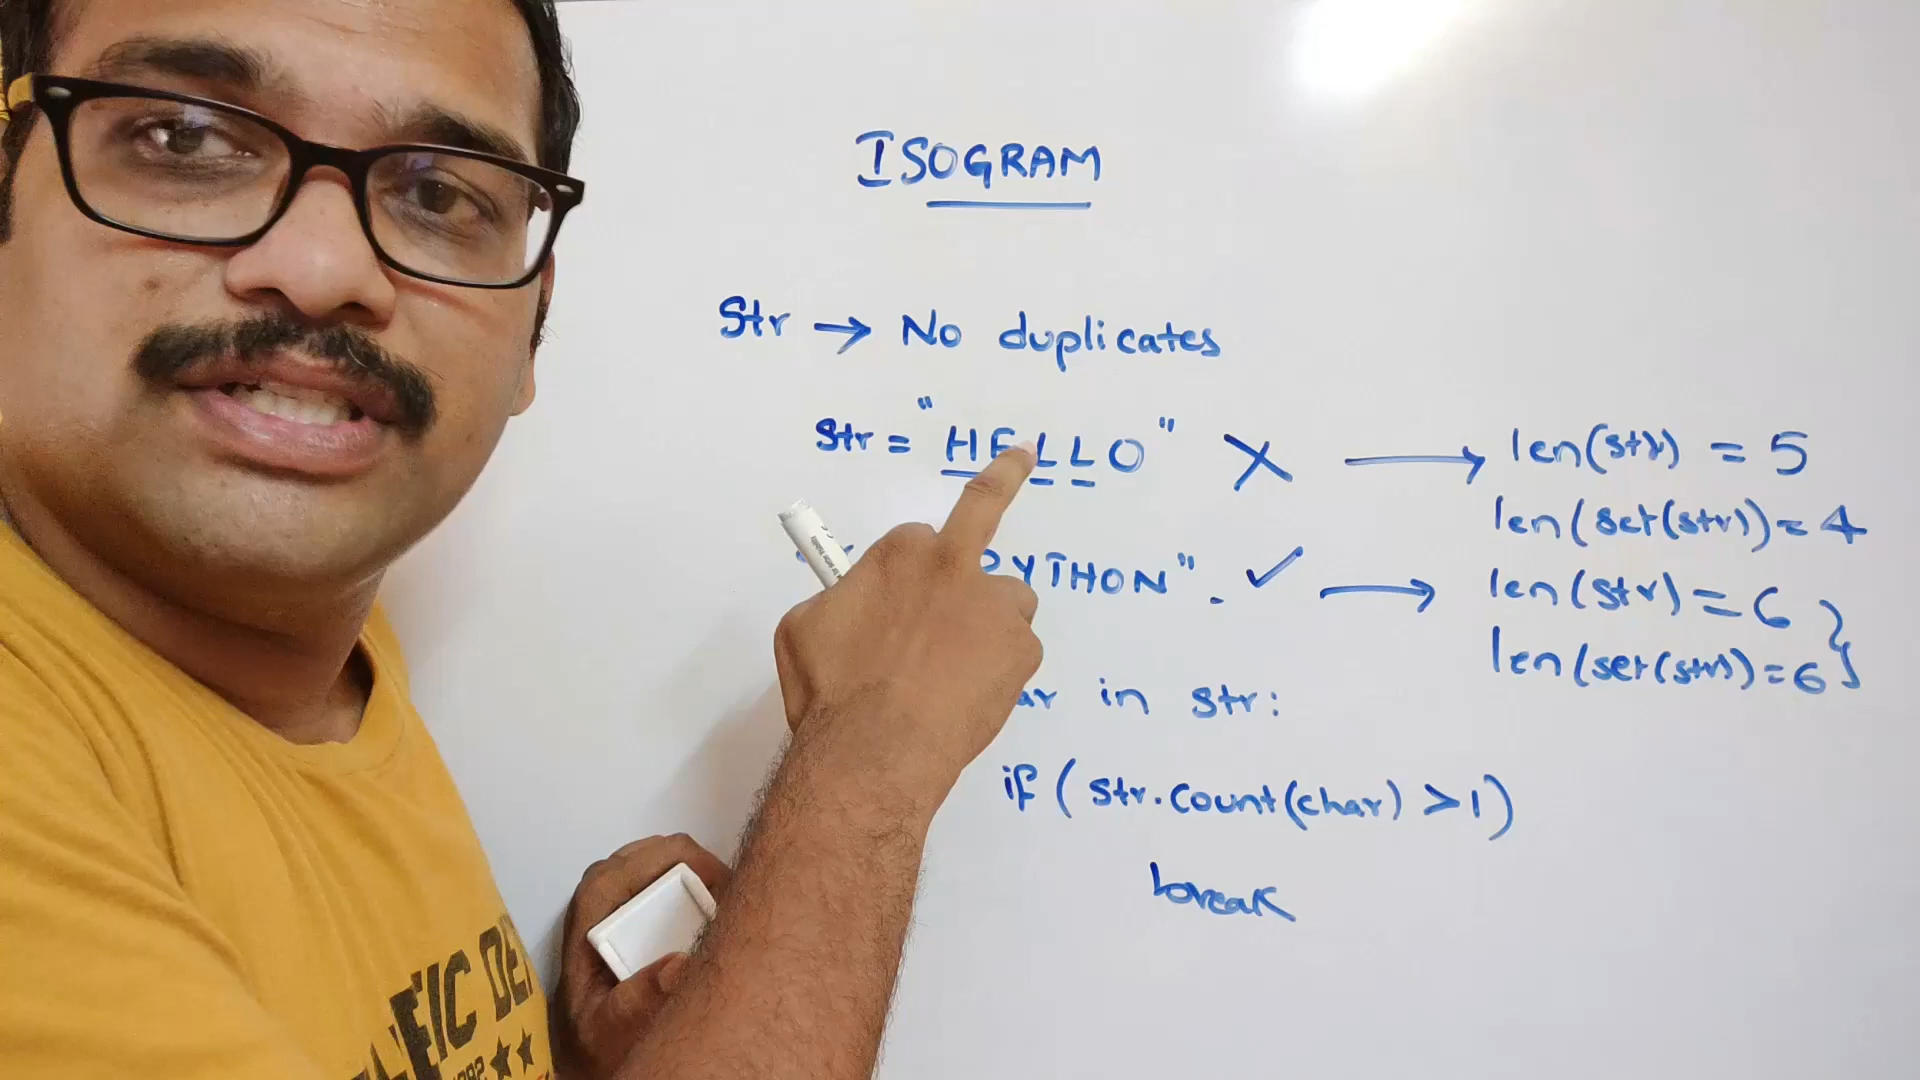 ISOGRAM
Str → No duplicates
Str = "HELLO" X → len(str) = 5
len(set(str)) = 4
PYTHON". ✓ → len(str) = 6
len(set(str)) = 6 }
in str:
if (str.count(char) >1)
break